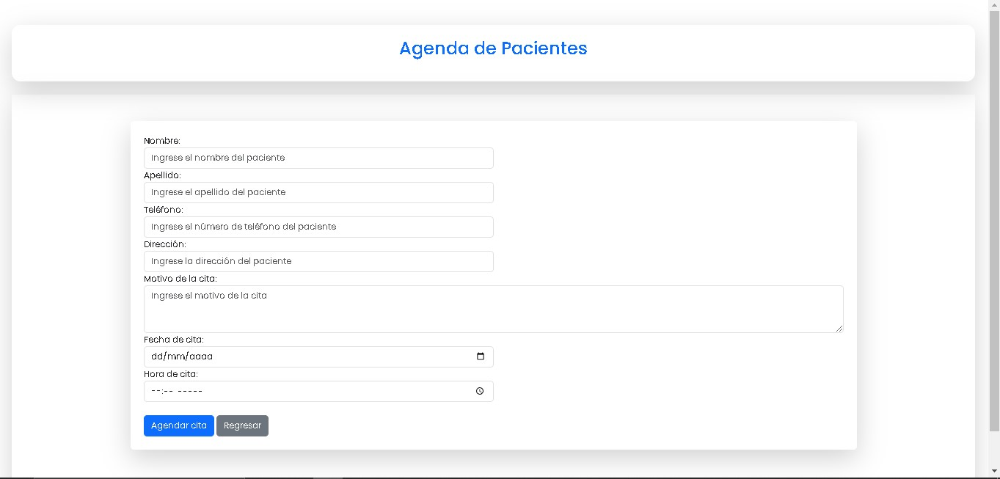 Agenda de Pacientes
Nombre:
Ingrese el nombre del paciente
Apellido:
Ingrese el apellido del paciente
Teléfono:
Ingrese el número de teléfono del paciente
Dirección:
Ingrese la dirección del paciente
Motivo de la cita:
Ingrese el motivo de la cita
Fecha de cita:
dd/mm/aaaa
Hora de cita:
--:-- -----
Agendar cita Regresar